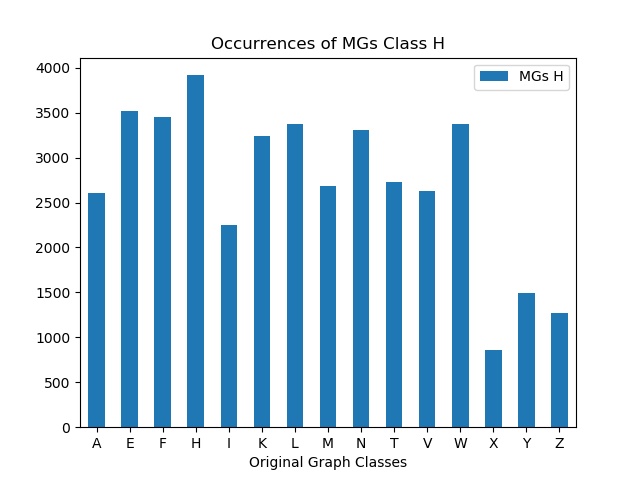 Occurrences of MGs Class H
MGs H
4000
3500
3000
2500
2000
1500
1000
500
0
A E F H I K L M N T V W X Y Z
Original Graph Classes